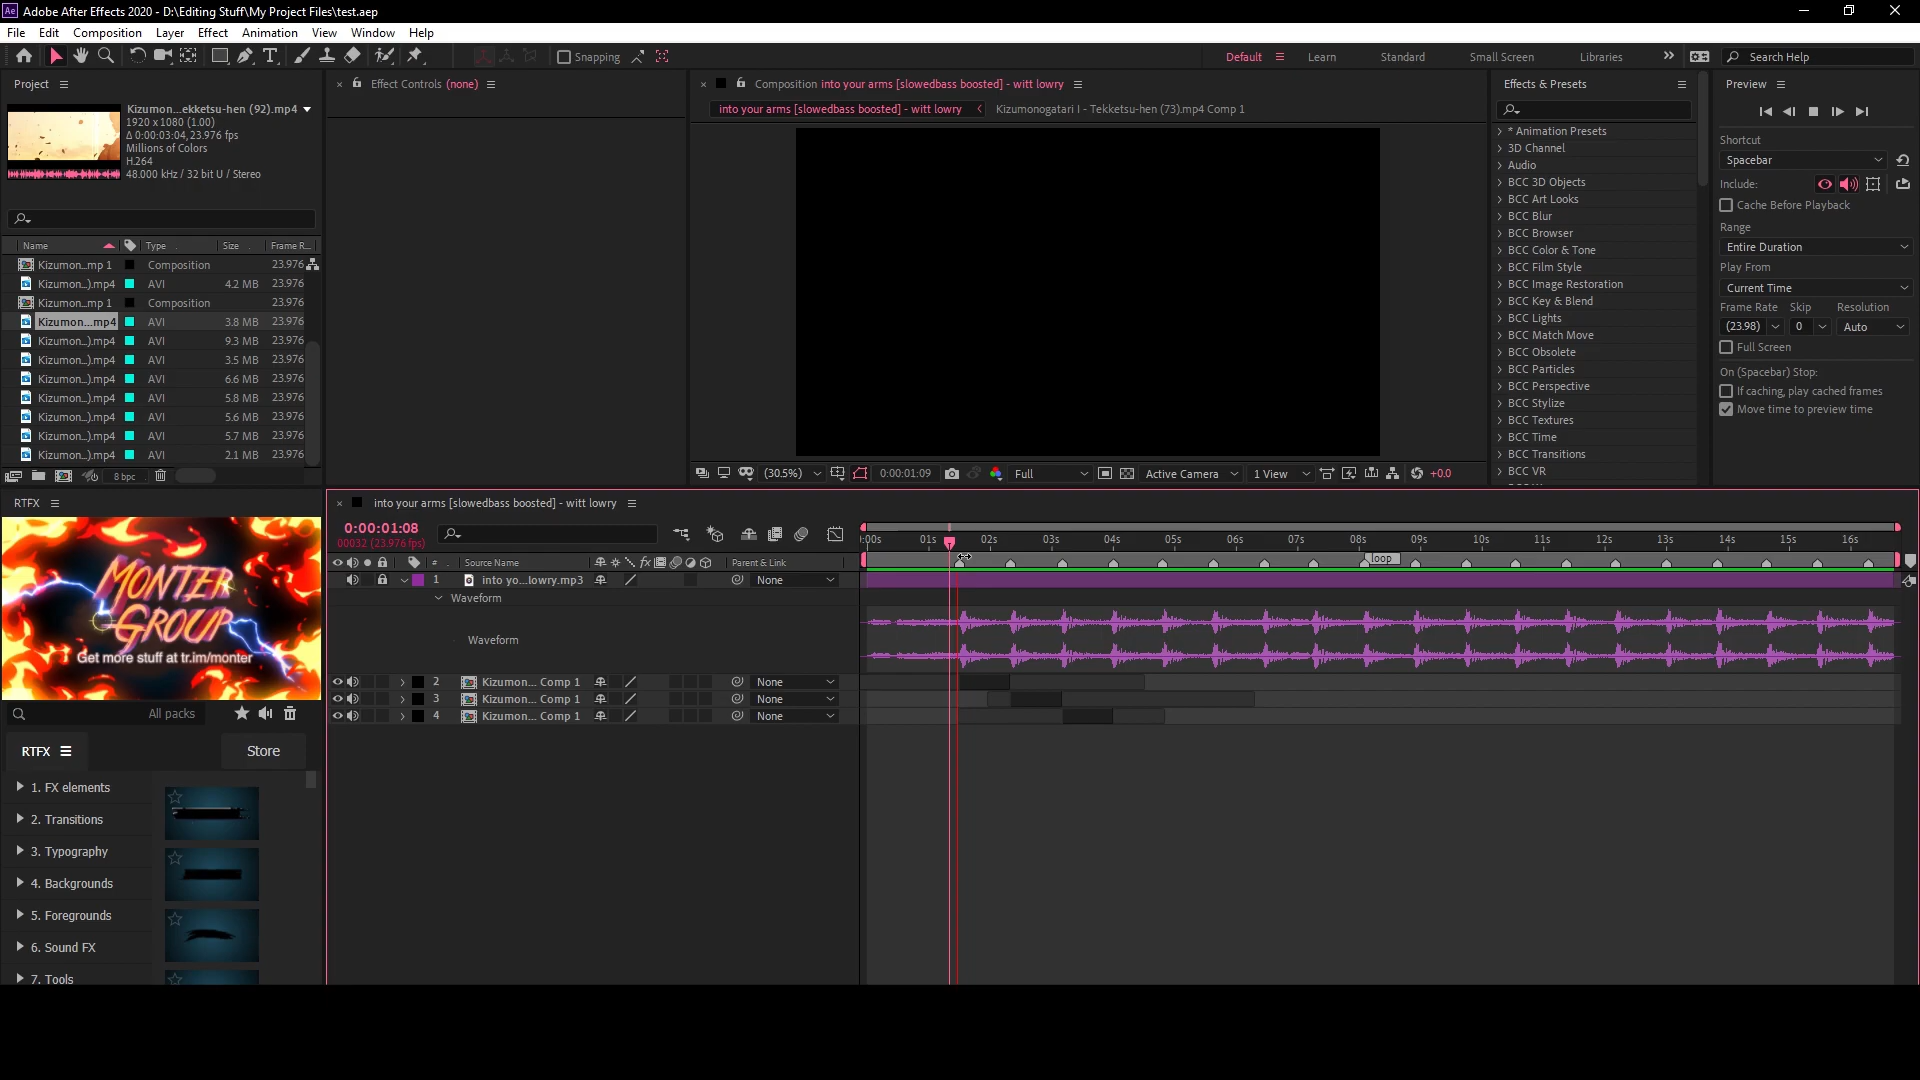 Adobe After Effects 2020 - D:\Editing Stuff\My Project Files\test.aep
File Edit Composition Layer Effect Animation View Window Help
Snapping
Default Learn Standard Small Screen Libraries Search Help
Project
Kizumon...ekketsu-hen (92).mp4
1920 x 1080 (1.00)
Δ 0:00:03:04, 23.976 fps
Millions of Colors
H.264
48.000 kHz / 32 bit U / Stereo
Name Type Size Frame R...
Kizumon...mp 1 Composition 23.976
Kizumon...).mp4 AVI 4.2 MB 23.976
Kizumon...mp 1 Composition 23.976
Kizumon...mp4 AVI 3.8 MB 23.976
Kizumon...).mp4 AVI 9.3 MB 23.976
Kizumon...).mp4 AVI 3.5 MB 23.976
Kizumon...).mp4 AVI 6.6 MB 23.976
Kizumon...).mp4 AVI 5.8 MB 23.976
Kizumon...).mp4 AVI 5.6 MB 23.976
Kizumon...).mp4 AVI 5.7 MB 23.976
Kizumon...).mp4 AVI 2.1 MB 23.976
8 bpc
Effect Controls (none)
Composition into your arms [slowedbass boosted] - witt lowry
into your arms [slowedbass boosted] - witt lowry Kizumonogatari I - Tekketsu-hen (73).mp4 Comp 1
(30.5%) 0:00:01:09 Full Active Camera 1 View +0.0
Effects & Presets
* Animation Presets
3D Channel
Audio
BCC 3D Objects
BCC Art Looks
BCC Blur
BCC Browser
BCC Color & Tone
BCC Film Style
BCC Image Restoration
BCC Key & Blend
BCC Lights
BCC Match Move
BCC Obsolete
BCC Particles
BCC Perspective
BCC Stylize
BCC Textures
BCC Time
BCC Transitions
BCC VR
Preview
Shortcut
Spacebar
Include:
Cache Before Playback
Range
Entire Duration
Play From
Current Time
Frame Rate Skip Resolution
(23.98) 0 Auto
Full Screen
On (Spacebar) Stop:
If caching, play cached frames
Move time to preview time
RTFX
MONTER
GROUP
Get more stuff at tr.im/monter
All packs
RTFX Store
1. FX elements
2. Transitions
3. Typography
4. Backgrounds
5. Foregrounds
6. Sound FX
7. Tools
into your arms [slowedbass boosted] - witt lowry
0:00:01:08
00032 (23.976 fps)
:00s 01s 02s 03s 04s 05s 06s 07s 08s 09s 10s 11s 12s 13s 14s 15s 16s
loop
# Source Name fx Parent & Link
1 into yo...lowry.mp3 None
Waveform
Waveform
2 Kizumon... Comp 1 None
3 Kizumon... Comp 1 None
4 Kizumon... Comp 1 None